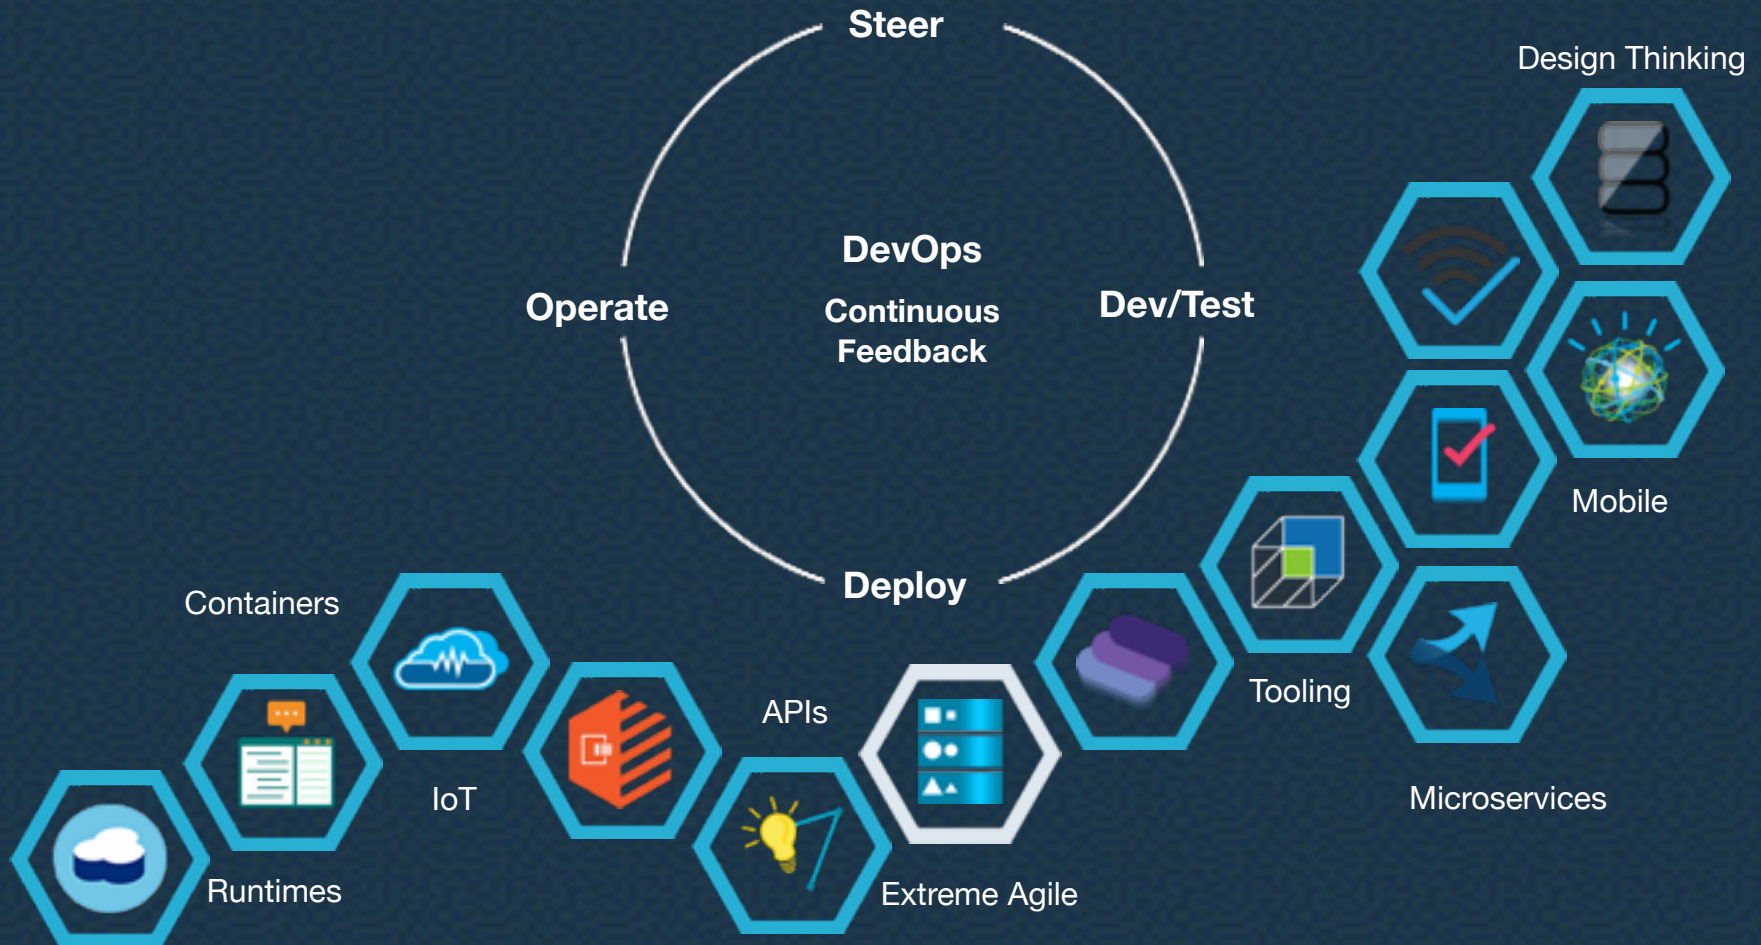 Steer
Design Thinking
DevOps
Operate
Continuous
Feedback
Dev/Test
Mobile
Deploy
Containers
Tooling
APIs
IoT
Microservices
Runtimes
Extreme Agile